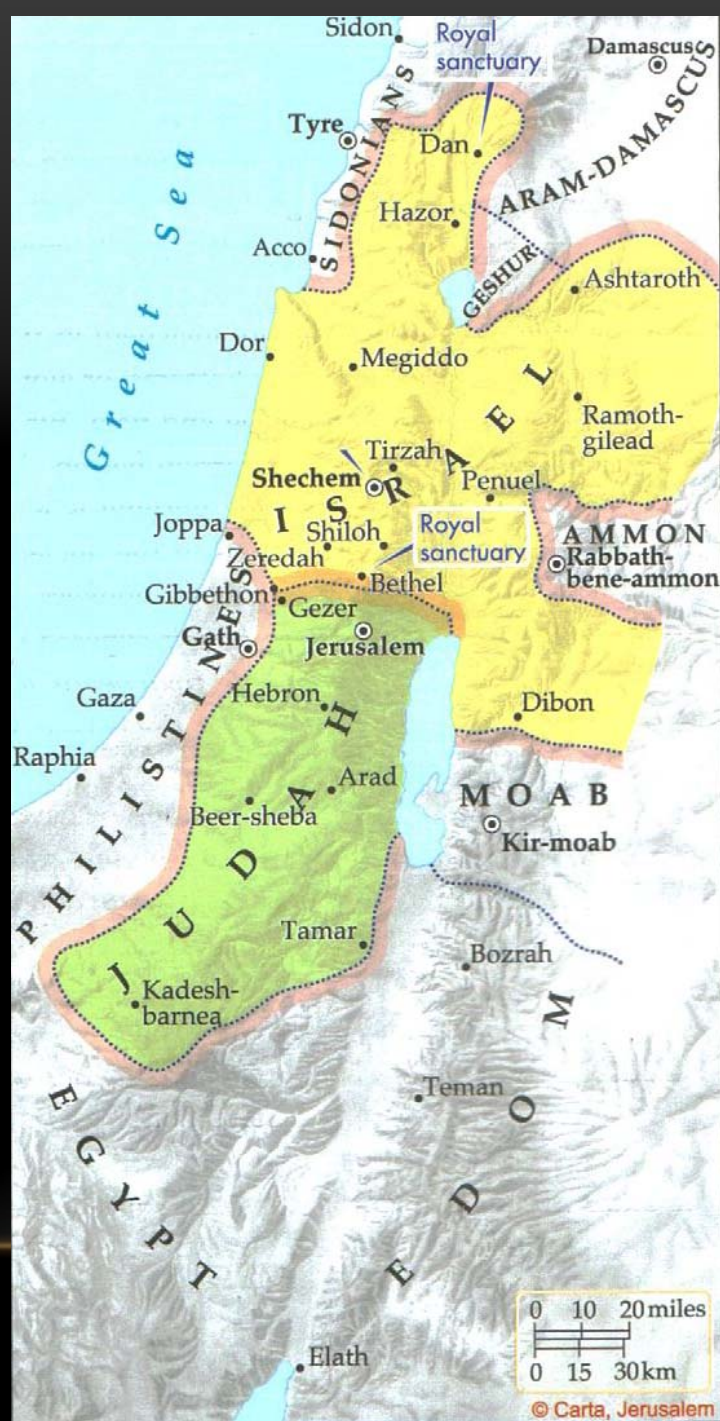 Sidon
Royal
sanctuary
Damascus
Tyre
SIDONIANS
Dan
ARAM-DAMASCUS
Hazor
Acco
GESHUR
Ashtaroth
Great Sea
Dor
Megiddo
Ramoth-
gilead
ISRAEL
Tirzah
Shechem
Penuel
Joppa
Shiloh
Royal
sanctuary
AMMON
Rabbath-
bene-ammon
Zeredah
Bethel
Gibbethon
Gezer
Gath
Jerusalem
PHILISTINES
Hebron
Gaza
Dibon
Raphia
JUDAH
Arad
Beer-sheba
MOAB
Kir-moab
Tamar
Bozrah
Kadesh-
barnea
EDOM
Teman
EGYPT
Elath
0 10 20 miles
0 15 30 km
© Carta, Jerusalem